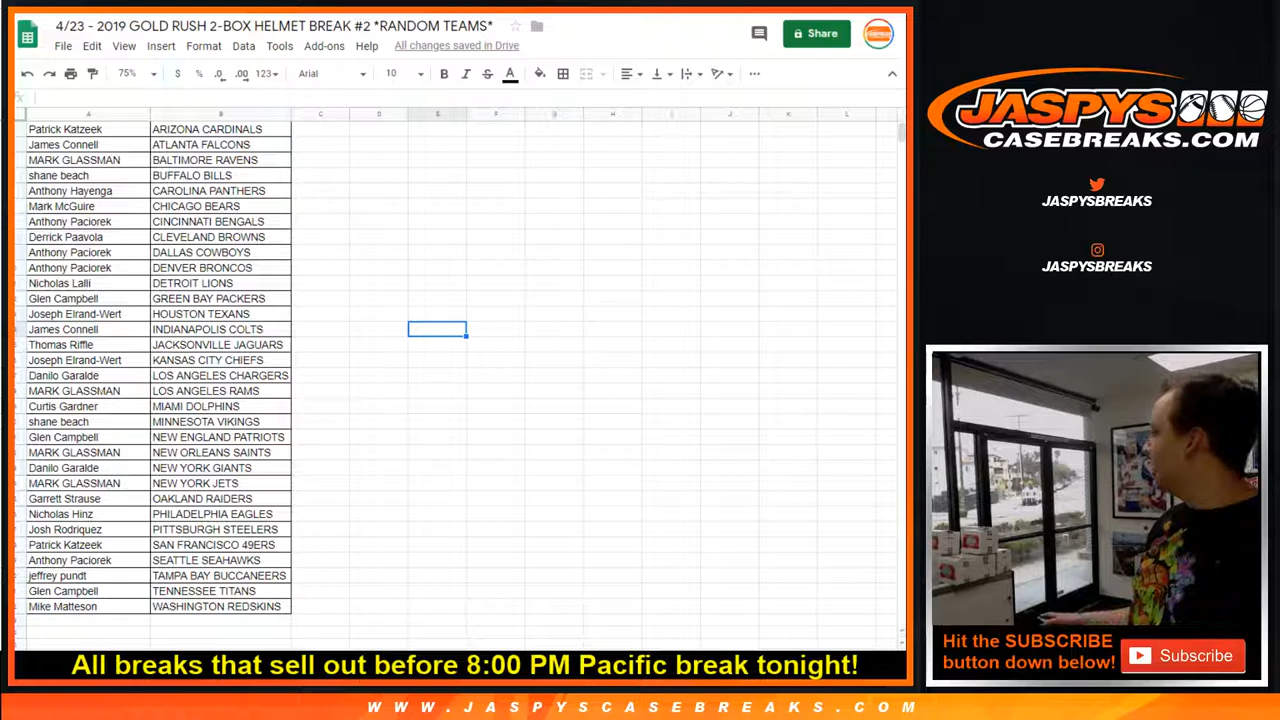 4/23 - 2019 GOLD RUSH 2-BOX HELMET BREAK #2 *RANDOM TEAMS*
File Edit View Insert Format Data Tools Add-ons Help All changes saved in Drive
Share
75% $ % .0 .00 123 Arial 10 B I S A
A B C D E F G H I J K L
Patrick Katzeek ARIZONA CARDINALS
James Connell ATLANTA FALCONS
MARK GLASSMAN BALTIMORE RAVENS
shane beach BUFFALO BILLS
Anthony Hayenga CAROLINA PANTHERS
Mark McGuire CHICAGO BEARS
Anthony Paciorek CINCINNATI BENGALS
Derrick Paavola CLEVELAND BROWNS
Anthony Paciorek DALLAS COWBOYS
Anthony Paciorek DENVER BRONCOS
Nicholas Lalli DETROIT LIONS
Glen Campbell GREEN BAY PACKERS
Joseph Elrand-Wert HOUSTON TEXANS
James Connell INDIANAPOLIS COLTS
Thomas Riffle JACKSONVILLE JAGUARS
Joseph Elrand-Wert KANSAS CITY CHIEFS
Danilo Garalde LOS ANGELES CHARGERS
MARK GLASSMAN LOS ANGELES RAMS
Curtis Gardner MIAMI DOLPHINS
shane beach MINNESOTA VIKINGS
Glen Campbell NEW ENGLAND PATRIOTS
MARK GLASSMAN NEW ORLEANS SAINTS
Danilo Garalde NEW YORK GIANTS
MARK GLASSMAN NEW YORK JETS
Garrett Strause OAKLAND RAIDERS
Nicholas Hinz PHILADELPHIA EAGLES
Josh Rodriquez PITTSBURGH STEELERS
Patrick Katzeek SAN FRANCISCO 49ERS
Anthony Paciorek SEATTLE SEAHAWKS
jeffrey pundt TAMPA BAY BUCCANEERS
Glen Campbell TENNESSEE TITANS
Mike Matteson WASHINGTON REDSKINS
All breaks that sell out before 8:00 PM Pacific break tonight!
WWW.JASPYSCASEBREAKS.COM
JASPYS
CASEBREAKS.COM
JASPYSBREAKS
JASPYSBREAKS
Hit the SUBSCRIBE
button down below!
Subscribe